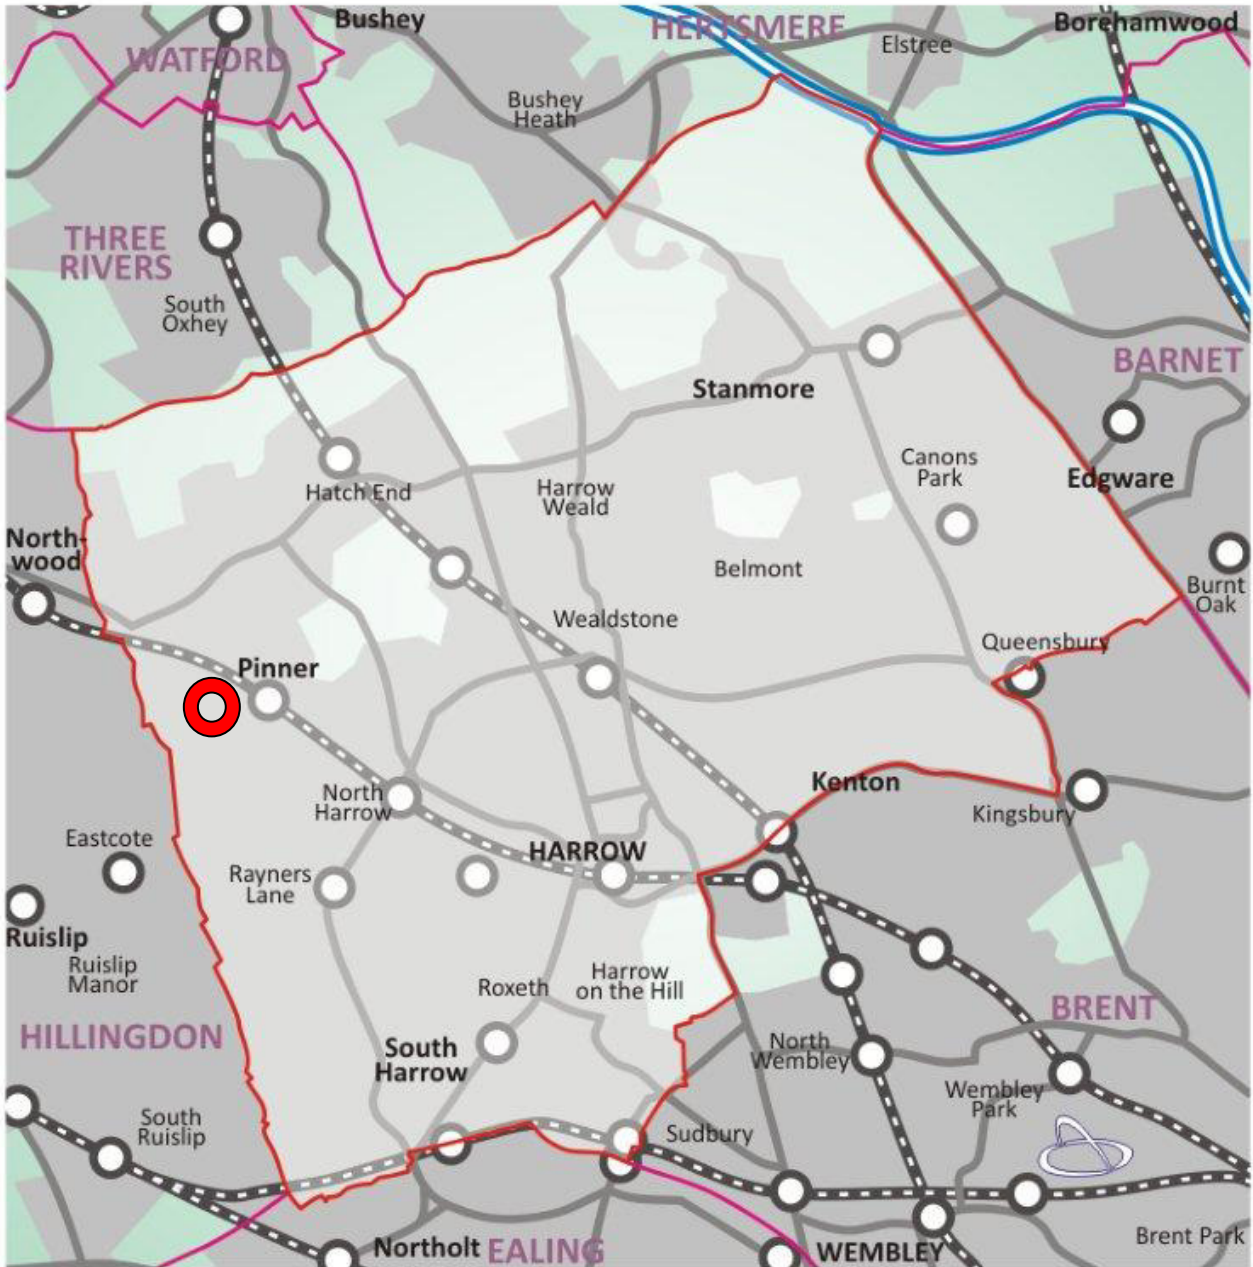 Bushey
HERTSMERE
Borehamwood
Elstree
WATFORD
Bushey
Heath
THREE
RIVERS
South
Oxhey
BARNET
Stanmore
Edgware
Canons
Park
Hatch End
Harrow
Weald
North-
wood
Belmont
Burnt
Oak
Wealdstone
Queensbury
Pinner
Kenton
North
Harrow
Kingsbury
Eastcote
HARROW
Rayners
Lane
Ruislip
Ruislip
Manor
Roxeth
Harrow
on the Hill
HILLINGDON
BRENT
South
Harrow
North
Wembley
Wembley
Park
South
Ruislip
Sudbury
Northolt
EALING
WEMBLEY
Brent Park